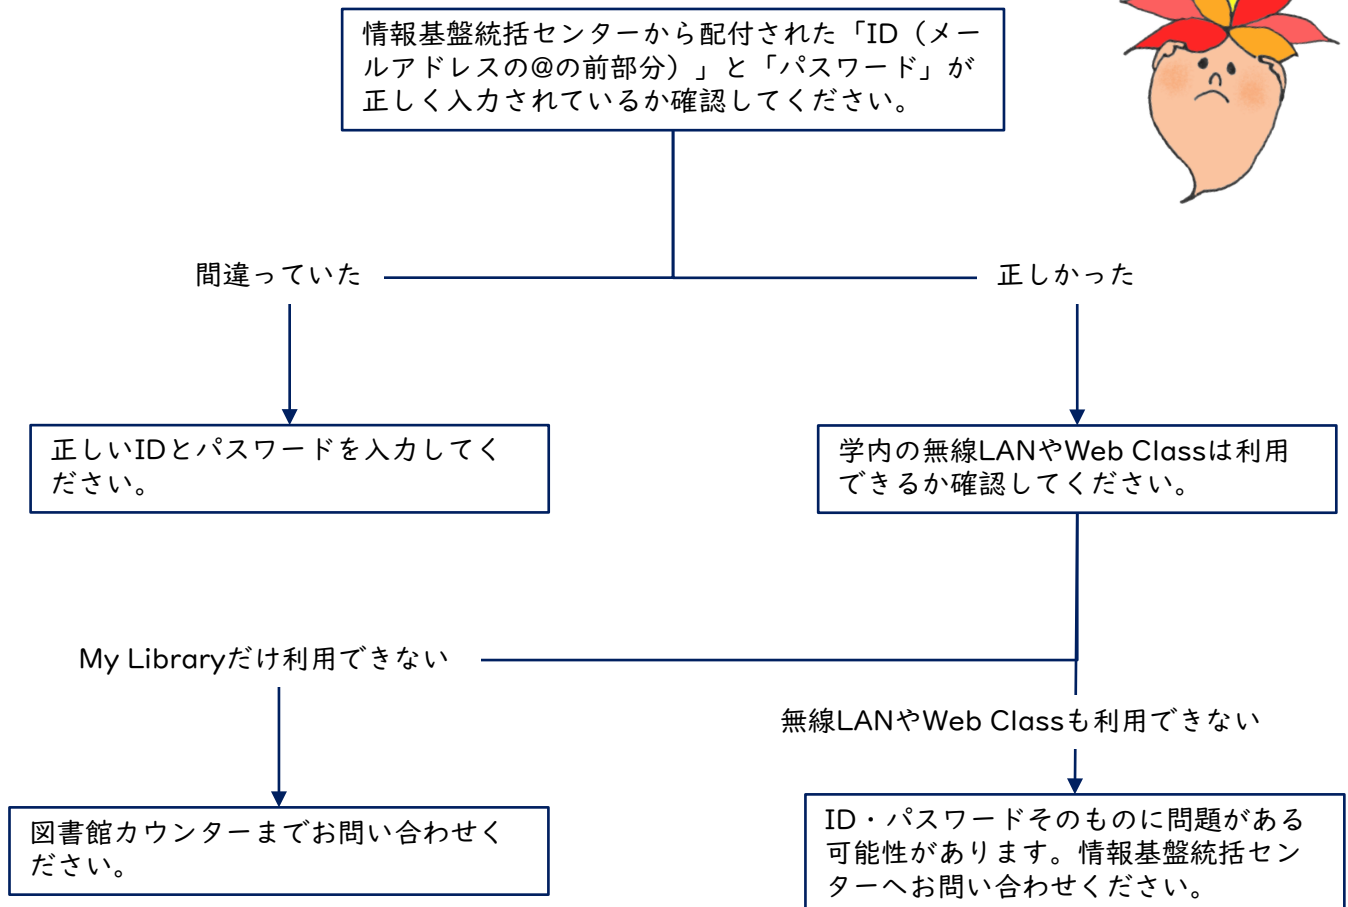 情報基盤統括センターから配付された「ID（メー
ルアドレスの@の前部分）」と「パスワード」が
正しく入力されているか確認してください。
間違っていた
正しかった
正しいIDとパスワードを入力してく
ださい。
学内の無線LANやWeb Classは利用
できるか確認してください。
My Libraryだけ利用できない
無線LANやWeb Classも利用できない
図書館カウンターまでお問い合わせく
ださい。
ID・パスワードそのものに問題がある
可能性があります。情報基盤統括セン
ターへお問い合わせください。